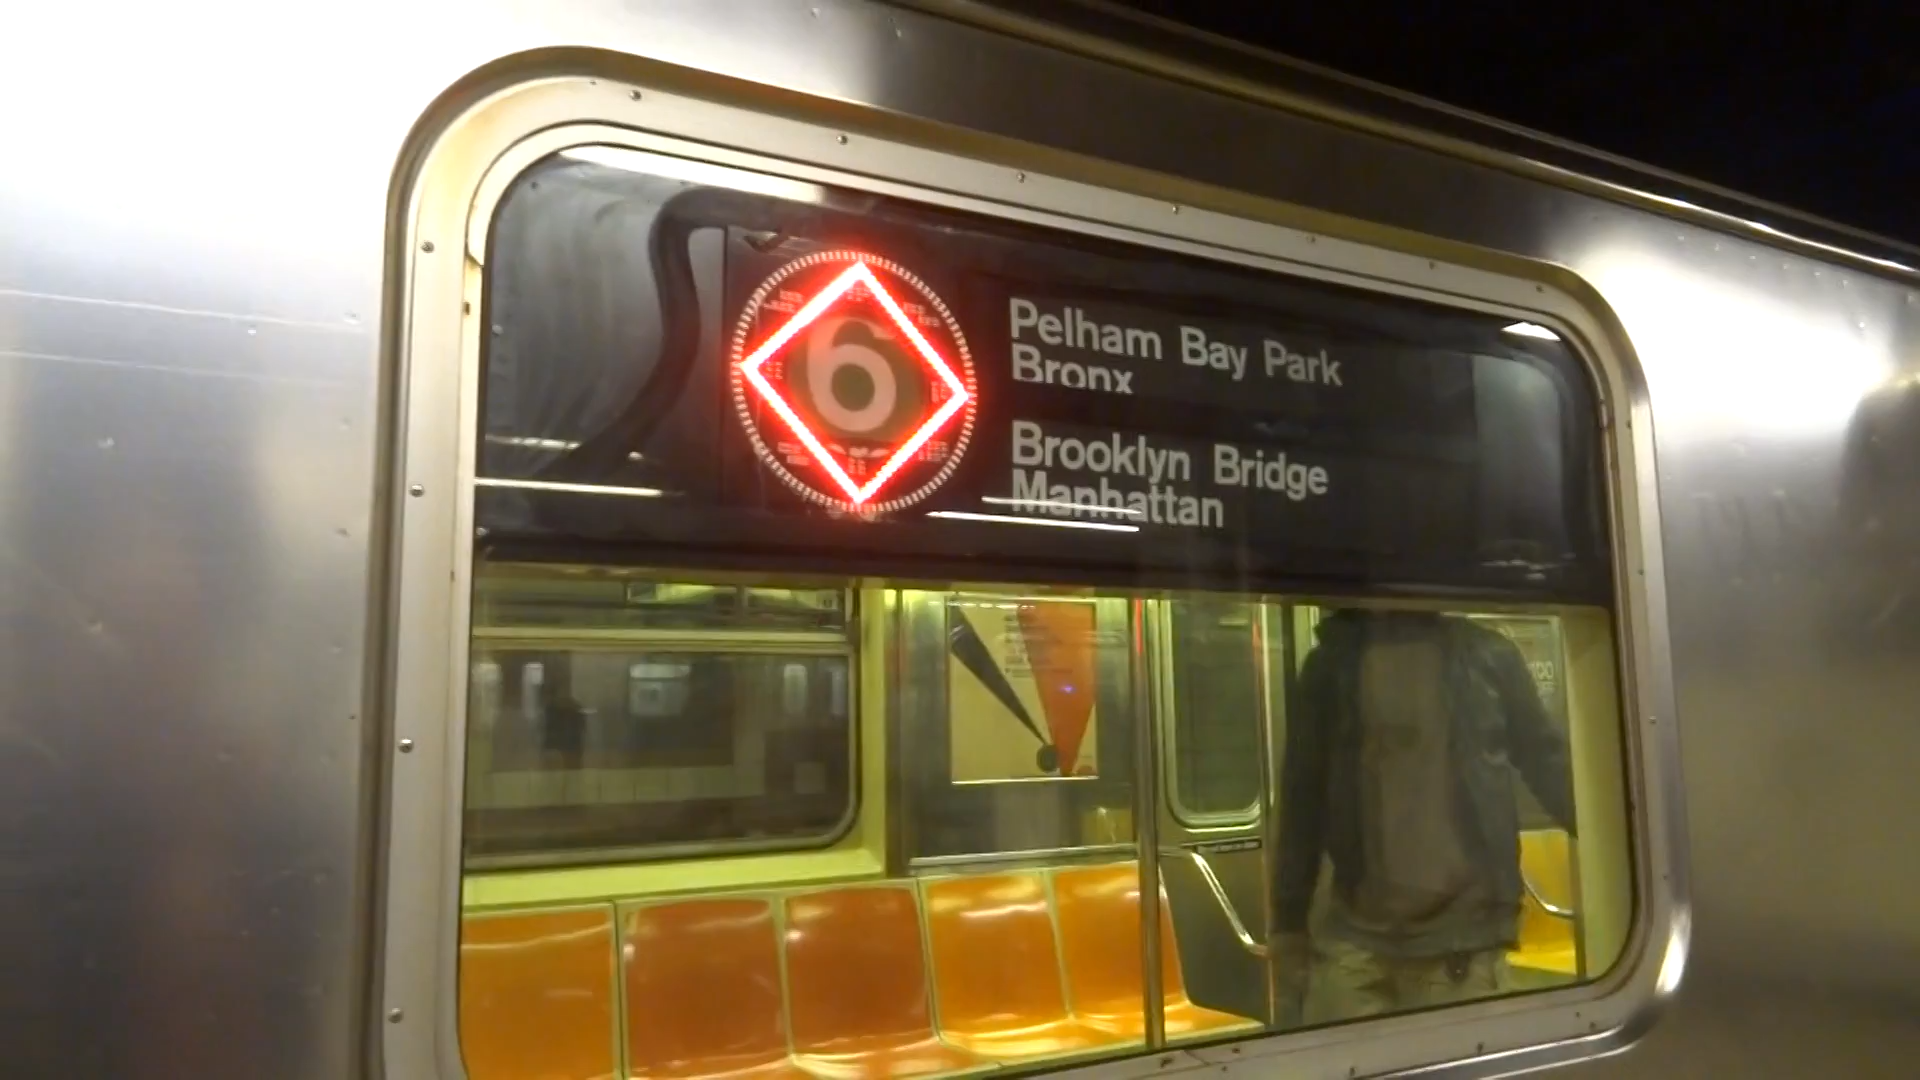 6
Pelham Bay Park
Bronx
Brooklyn Bridge
Manhattan